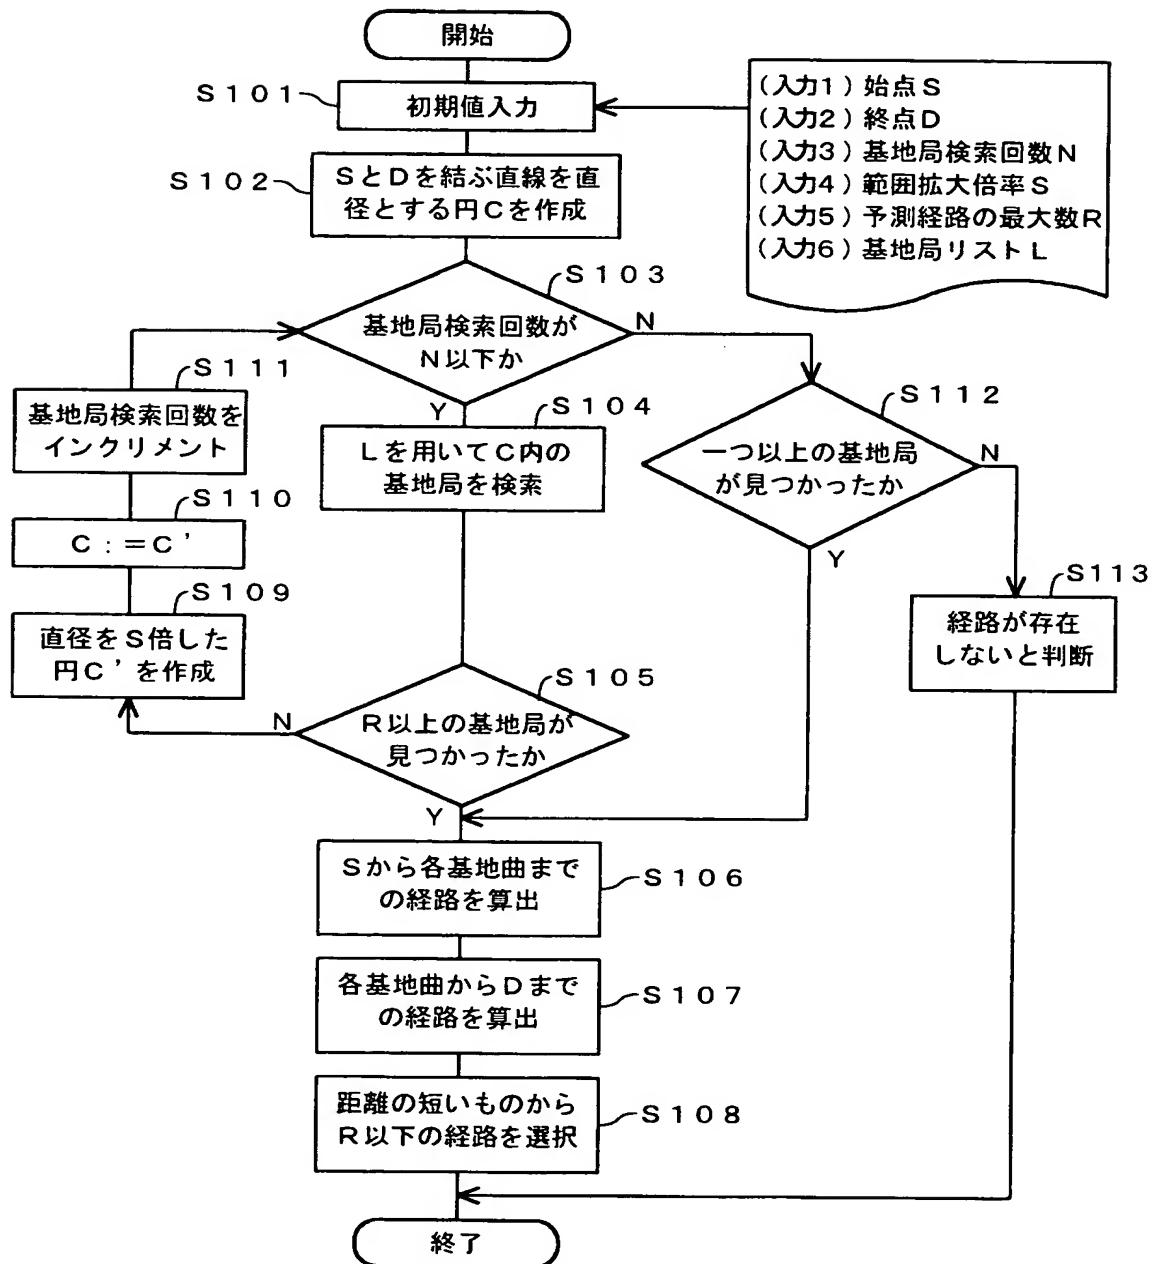 開始
S101
初期値入力
(入力1) 始点S
(入力2) 終点D
(入力3) 基地局検索回数N
(入力4) 範囲拡大倍率S
(入力5) 予測経路の最大数R
(入力6) 基地局リストL
S102
SとDを結ぶ直線を直
径とする円Cを作成
S103
基地局検索回数が
N以下か
N
Y
S111
基地局検索回数を
インクリメント
S104
Lを用いてC内の
基地局を検索
S112
一つ以上の基地局
が見つかったか
N
Y
S110
C:=C'
S109
直径をS倍した
円C'を作成
S113
経路が存在
しないと判断
S105
R以上の基地局が
見つかったか
N
Y
Sから各基地曲まで
の経路を算出
S106
各基地曲からDまで
の経路を算出
S107
距離の短いものから
R以下の経路を選択
S108
終了